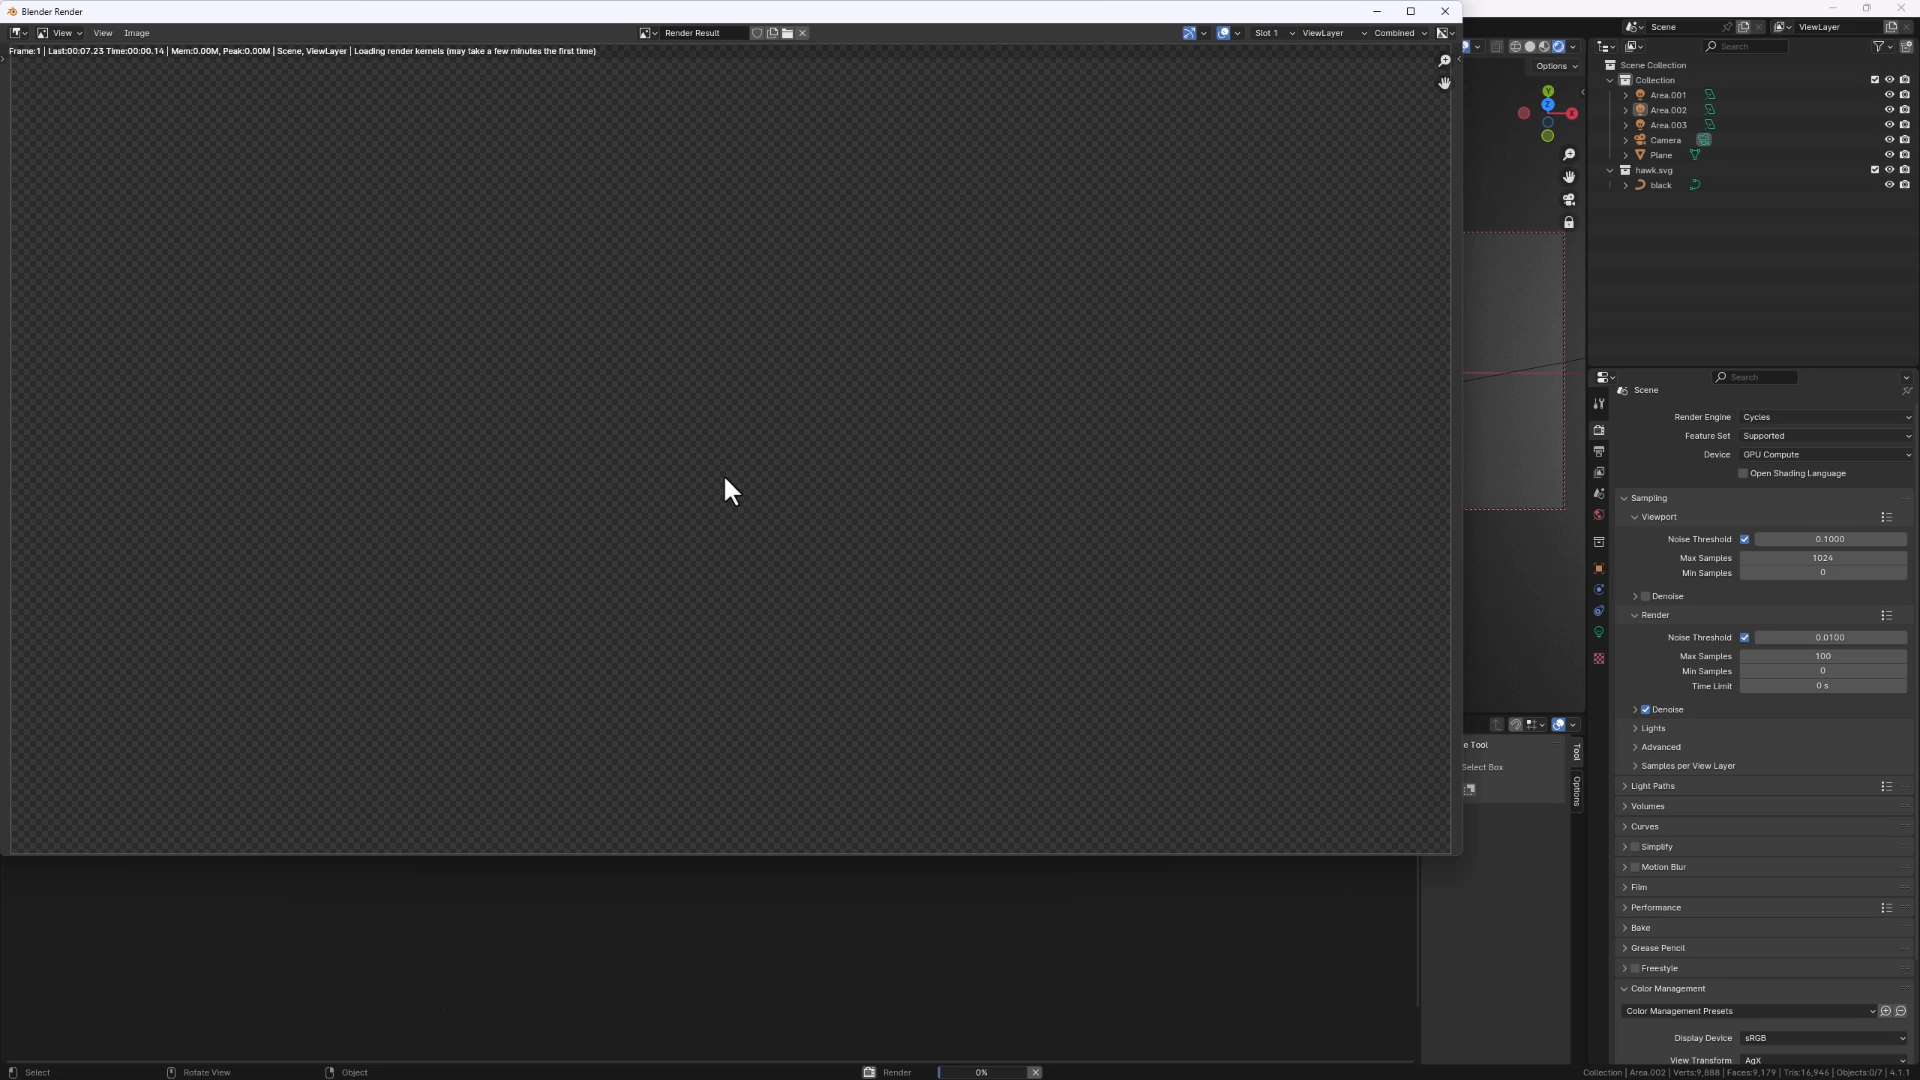 Blender Render
View View Image Render Result Slot 1 ViewLayer Combined Scene ViewLayer
Frame:1 | Last:00:07.23 Time:00:00.14 | Mem:0.00M, Peak:0.00M | Scene, ViewLayer | Loading render kernels (may take a few minutes the first time)
Search
Options
Scene Collection
Collection
Y
Z
X
Area.001
Area.002
Area.003
Camera
Plane
hawk.svg
black
Search
Scene
Render Engine Cycles
Feature Set Supported
Device GPU Compute
Open Shading Language
Sampling
Viewport
Noise Threshold 0.1000
Max Samples 1024
Min Samples 0
Denoise
Render
Noise Threshold 0.0100
Max Samples 100
Min Samples 0
Time Limit 0 s
Denoise
Lights
Advanced
Samples per View Layer
e Tool
Select Box
Tool
Options
Light Paths
Volumes
Curves
Simplify
Motion Blur
Film
Performance
Bake
Grease Pencil
Freestyle
Color Management
Color Management Presets
Display Device sRGB
View Transform AgX
Select Rotate View Object Render 0% Collection | Area.002 | Verts:9,888 | Faces:9,179 | Tris:16,946 | Objects:0/7 | 4.1.1